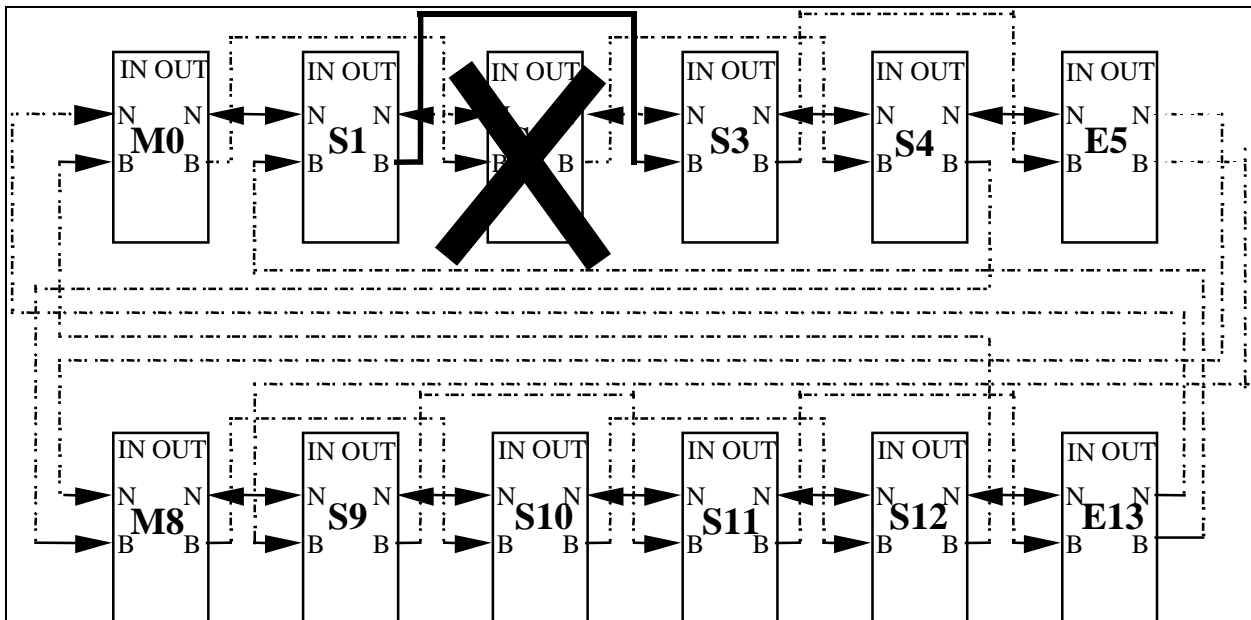 IN OUT IN OUT IN OUT IN OUT IN OUT IN OUT
N N N N N N N N N N N
M0 S1 S3 S4 E5
B B B B B B B B B B B B
IN OUT IN OUT IN OUT IN OUT IN OUT IN OUT
N N N N N N N N N N N N
M8 S9 S10 S11 S12 E13
B B B B B B B B B B B B